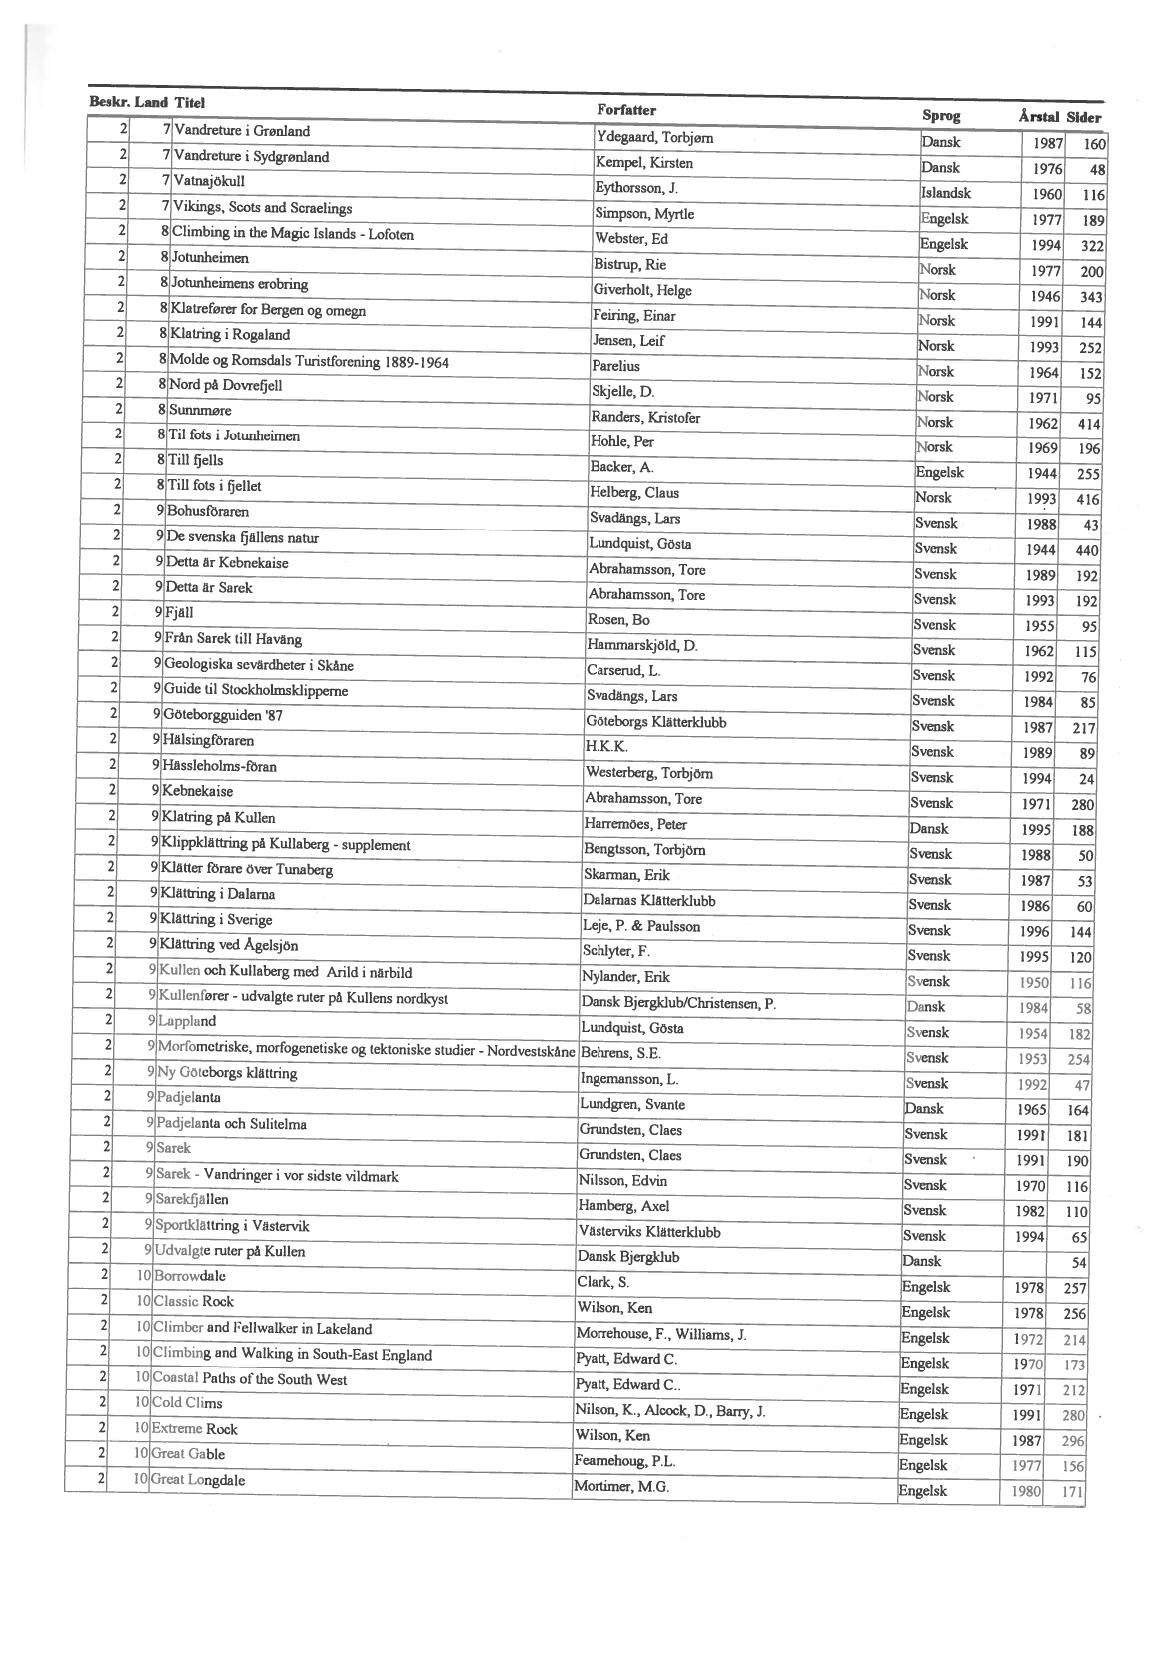 Beskr. Land Titel Forfatter Sprog Årstal Sider
2 7 Vandreture i Grønland Ydegaard, Torbjørn Dansk 1987 160
2 7 Vandreture i Sydgrønland Kempel, Kirsten Dansk 1976 48
2 7 Vatnajökull Eythorsson, J. Islandsk 1960 116
2 7 Vikings, Scots and Scraelings Simpson, Myrtle Engelsk 1977 189
2 8 Climbing in the Magic Islands - Lofoten Webster, Ed Engelsk 1994 322
2 8 Jotunheimen Bistrup, Rie Norsk 1977 200
2 8 Jotunheimens erobring Giverholt, Helge Norsk 1946 343
2 8 Klatrefører for Bergen og omegn Feiring, Einar Norsk 1991 144
2 8 Klatring i Rogaland Jensen, Leif Norsk 1993 252
2 8 Molde og Romsdals Turistforening 1889-1964 Parelius Norsk 1964 152
2 8 Nord på Dovrefjell Skjelle, D. Norsk 1971 95
2 8 Sunnmøre Randers, Kristofer Norsk 1962 414
2 8 Til fots i Jotunheimen Hohle, Per Norsk 1969 196
2 8 Till fjells Backer, A. Engelsk 1944 255
2 8 Till fots i fjellet Helberg, Claus Norsk 1993 416
2 9 Bohusföraren Svadängs, Lars Svensk 1988 43
2 9 De svenska fjällens natur Lundquist, Gösta Svensk 1944 440
2 9 Detta är Kebnekaise Abrahamsson, Tore Svensk 1989 192
2 9 Detta är Sarek Abrahamsson, Tore Svensk 1993 192
2 9 Fjäll Rosen, Bo Svensk 1955 95
2 9 Från Sarek till Haväng Hammarskjöld, D. Svensk 1962 115
2 9 Geologiska sevärdheter i Skåne Carserud, L. Svensk 1992 76
2 9 Guide til Stockholmsklipperne Svadängs, Lars Svensk 1984 85
2 9 Göteborgguiden '87 Göteborgs Klätterklubb Svensk 1987 217
2 9 Hälsingföraren H.K.K. Svensk 1989 89
2 9 Hässleholms-föran Westerberg, Torbjörn Svensk 1994 24
2 9 Kebnekaise Abrahamsson, Tore Svensk 1971 280
2 9 Klatring på Kullen Harremöes, Peter Dansk 1995 188
2 9 Klippklättring på Kullaberg - supplement Bengtsson, Torbjörn Svensk 1988 50
2 9 Klätter förare över Tunaberg Skarman, Erik Svensk 1987 53
2 9 Klättring i Dalarna Dalarnas Klätterklubb Svensk 1986 60
2 9 Klättring i Sverige Leje, P. & Paulsson Svensk 1996 144
2 9 Klättring ved Ågelsjön Schlyter, F. Svensk 1995 120
2 9 Kullen och Kullaberg med Arild i närbild Nylander, Erik Svensk 1950 116
2 9 Kullenfører - udvalgte ruter på Kullens nordkyst Dansk Bjergklub/Christensen, P. Dansk 1984 58
2 9 Lappland Lundquist, Gösta Svensk 1954 182
2 9 Morfometriske, morfogenetiske og tektoniske studier - Nordvestskåne Behrens, S.E. Svensk 1953 254
2 9 Ny Göteborgs klättring Ingemansson, L. Svensk 1992 47
2 9 Padjelanta Lundgren, Svante Dansk 1965 164
2 9 Padjelanta och Sulitelma Grundsten, Claes Svensk 1991 181
2 9 Sarek Grundsten, Claes Svensk 1991 190
2 9 Sarek - Vandringer i vor sidste vildmark Nilsson, Edvin Svensk 1970 116
2 9 Sarekfjällen Hamberg, Axel Svensk 1982 110
2 9 Sportklättring i Västervik Västerviks Klätterklubb Svensk 1994 65
2 9 Udvalgte ruter på Kullen Dansk Bjergklub Dansk 54
2 10 Borrowdale Clark, S. Engelsk 1978 257
2 10 Classic Rock Wilson, Ken Engelsk 1978 256
2 10 Climber and Fellwalker in Lakeland Morrehouse, F., Williams, J. Engelsk 1972 214
2 10 Climbing and Walking in South-East England Pyatt, Edward C. Engelsk 1970 173
2 10 Coastal Paths of the South West Pyatt, Edward C.. Engelsk 1971 212
2 10 Cold Clims Nilson, K., Alcock, D., Barry, J. Engelsk 1991 280
2 10 Extreme Rock Wilson, Ken Engelsk 1987 296
2 10 Great Gable Fearnehoug, P.L. Engelsk 1977 156
2 10 Great Longdale Mortimer, M.G. Engelsk 1980 171